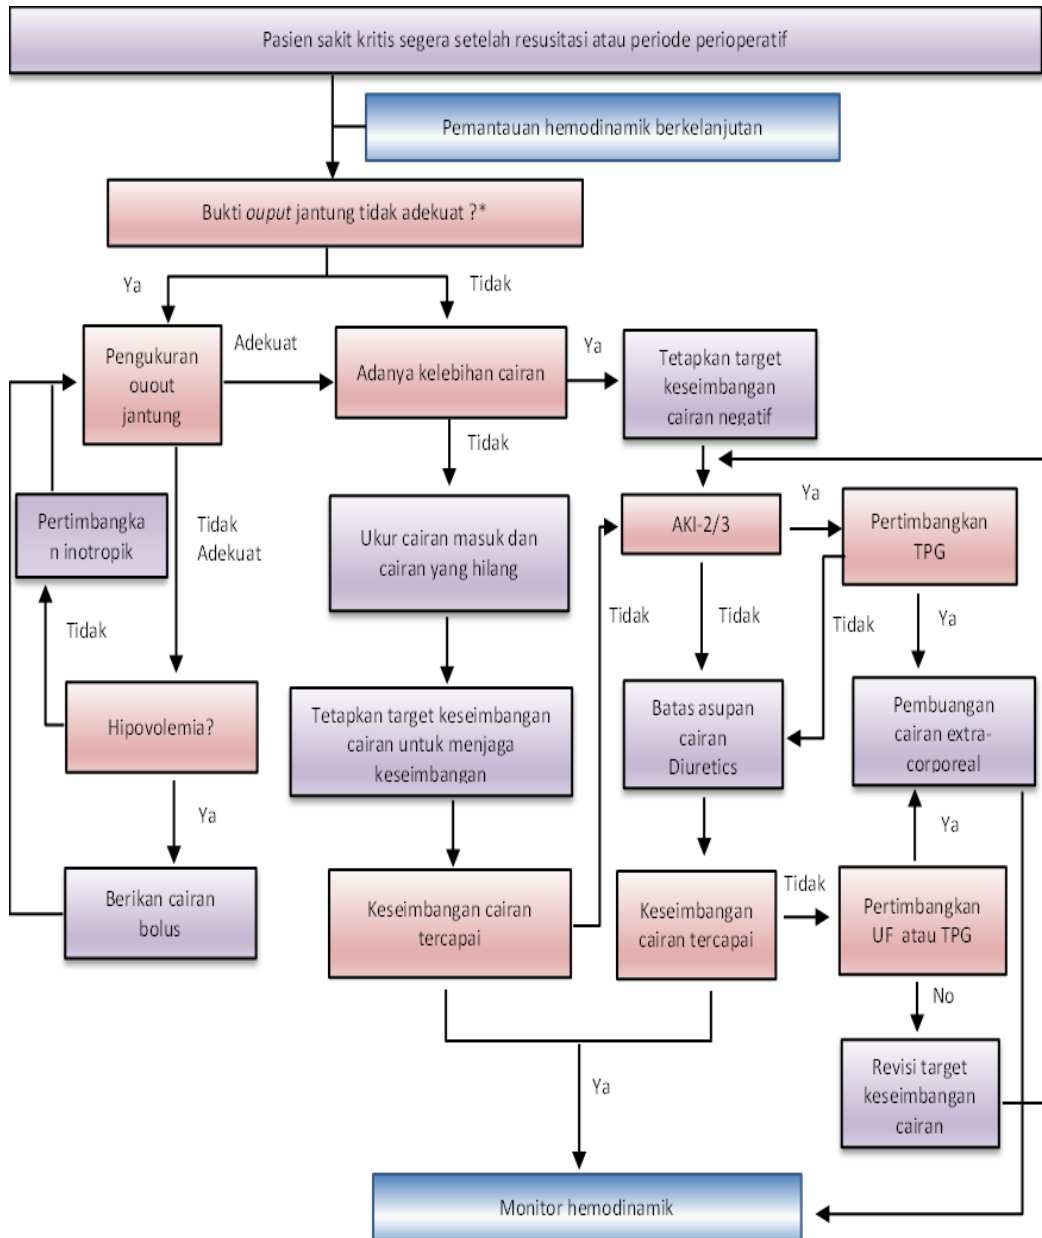 Pasien sakit kritis segera setelah resusitasi atau periode perioperatif
Pemantauan hemodinamik berkelanjutan
Bukti ouput jantung tidak adekuat ?*
Ya
Tidak
Pengukuran
ouout
jantung
Adekuat
Adanya kelebihan cairan
Ya
Tetapkan target
keseimbangan
cairan negatif
Tidak
Pertimbangka
n inotropik
Tidak
Adekuat
Ukur cairan masuk dan
cairan yang hilang
AKI-2/3
Ya
Pertimbangkan
TPG
Tidak
Tidak
Tidak
Tidak
Ya
Hipovolemia?
Tetapkan target keseimbangan
cairan untuk menjaga
keseimbangan
Batas asupan
cairan
Diuretics
Pembuangan
cairan extra-
corporeal
Ya
Ya
Berikan cairan
bolus
Keseimbangan cairan
tercapai
Keseimbangan
cairan tercapai
Tidak
Pertimbangkan
UF atau TPG
No
Revisi target
keseimbangan
cairan
Ya
Monitor hemodinamik